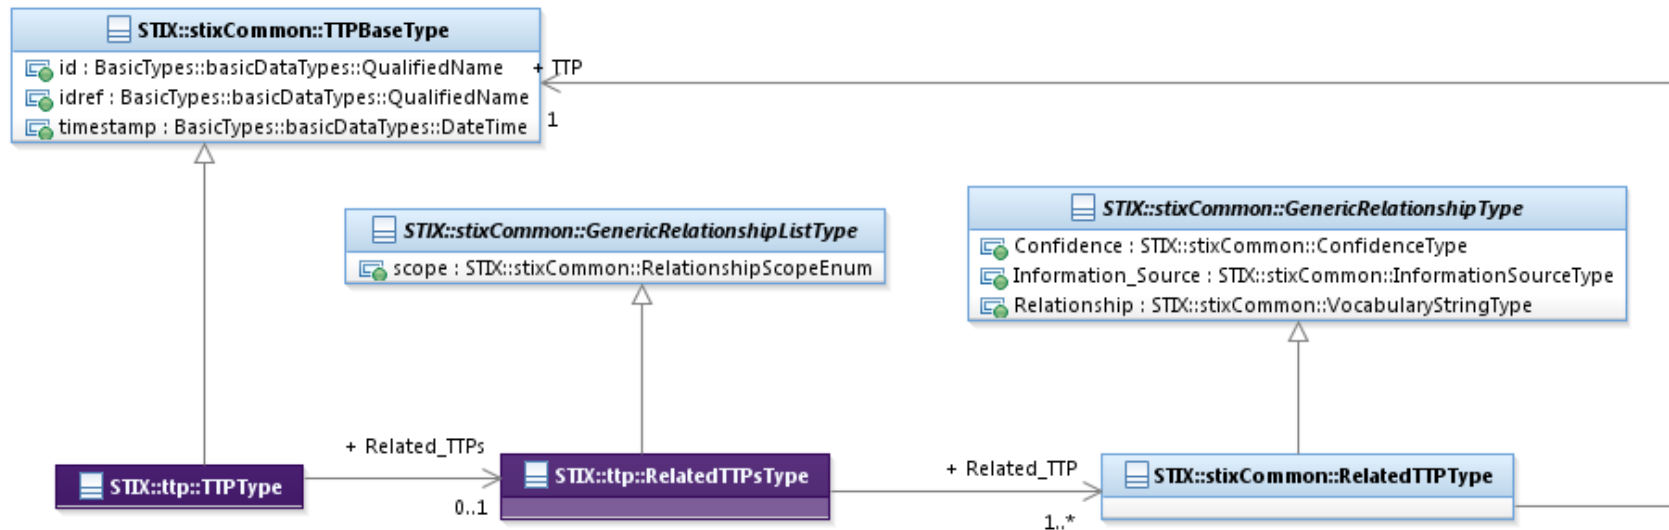 STIX::stixCommon::TTPBaseType
id : BasicTypes::basicDataTypes::QualifiedName
idref : BasicTypes::basicDataTypes::QualifiedName
timestamp : BasicTypes::basicDataTypes::DateTime
+ TTP
1
STIX::stixCommon::GenericRelationshipListType
scope : STIX::stixCommon::RelationshipScopeEnum
STIX::stixCommon::GenericRelationshipType
Confidence : STIX::stixCommon::ConfidenceType
Information_Source : STIX::stixCommon::InformationSourceType
Relationship : STIX::stixCommon::VocabularyStringType
STIX::ttp::TTPType
+ Related_TTPs
0..1
STIX::ttp::RelatedTTPsType
+ Related_TTP
1..*
STIX::stixCommon::RelatedTTPType